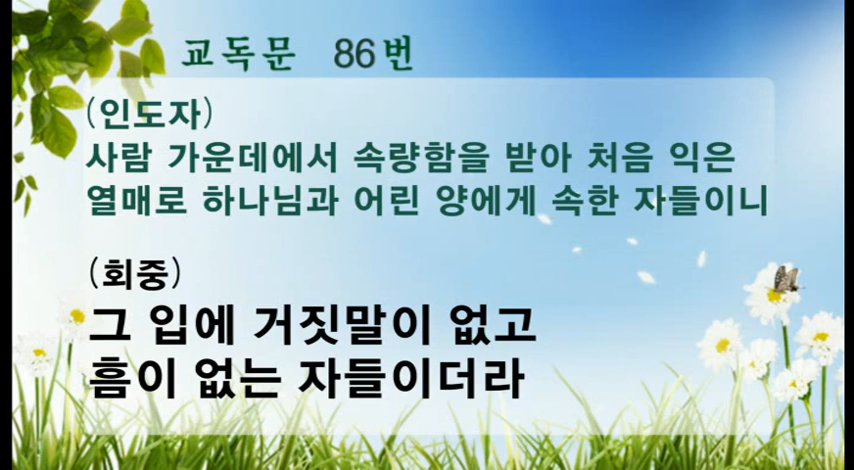 교독문 86번
(인도자)
사람 가운데에서 속량함을 받아 처음 익은
열매로 하나님과 어린 양에게 속한 자들이니
(회중)
그 입에 거짓말이 없고
흠이 없는 자들이더라